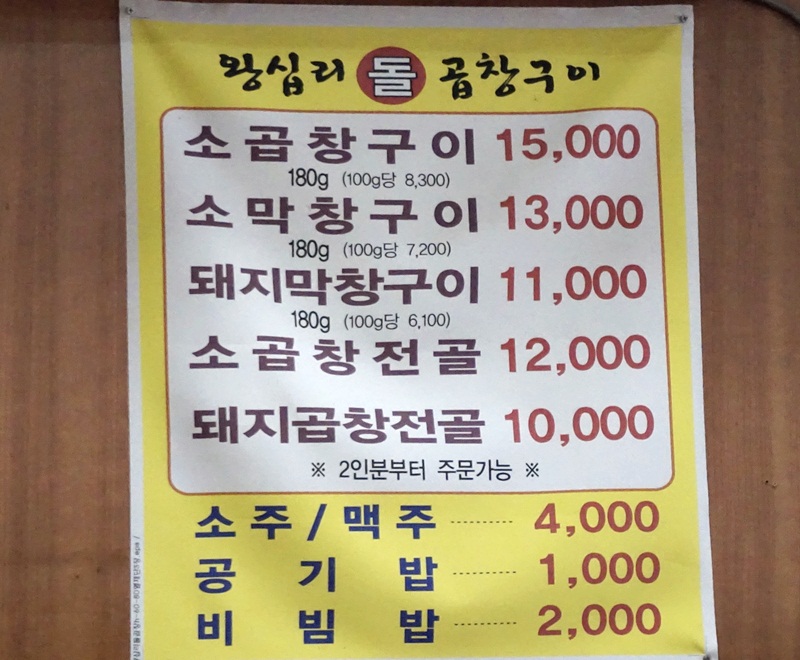 왕십리 돌 곱창구이
소곱창구이 15,000
180g (100g당 8,300)
소막창구이 13,000
180g (100g당 7,200)
돼지막창구이 11,000
180g (100g당 6,100)
소곱창전골 12,000
돼지곱창전골 10,000
※ 2인분부터 주문가능 ※
소주/맥주 4,000
공기밥 1,000
비빔밥 2,000